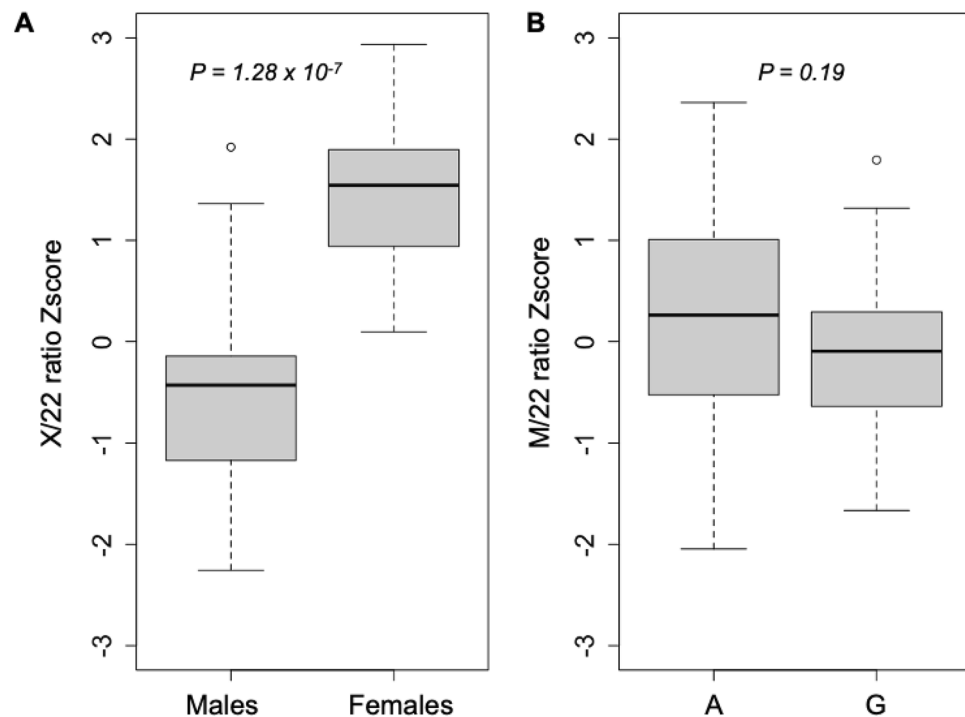 A
P = 1.28 x 10-7
X/22 ratio Zscore
3
2
1
0
-1
-2
-3
Males
Females
B
P = 0.19
M/22 ratio Zscore
3
2
1
0
-1
-2
-3
A
G